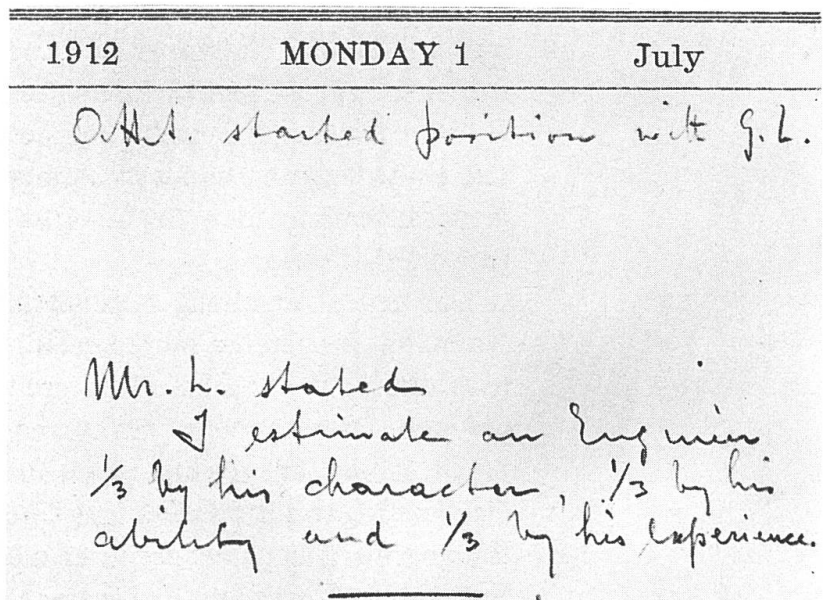 1912 MONDAY 1 July
O.H.A. started position with G.L.
Mr. L. stated
I estimate an Engineer
1/3 by his character, 1/3 by his
ability and 1/3 by his experience.